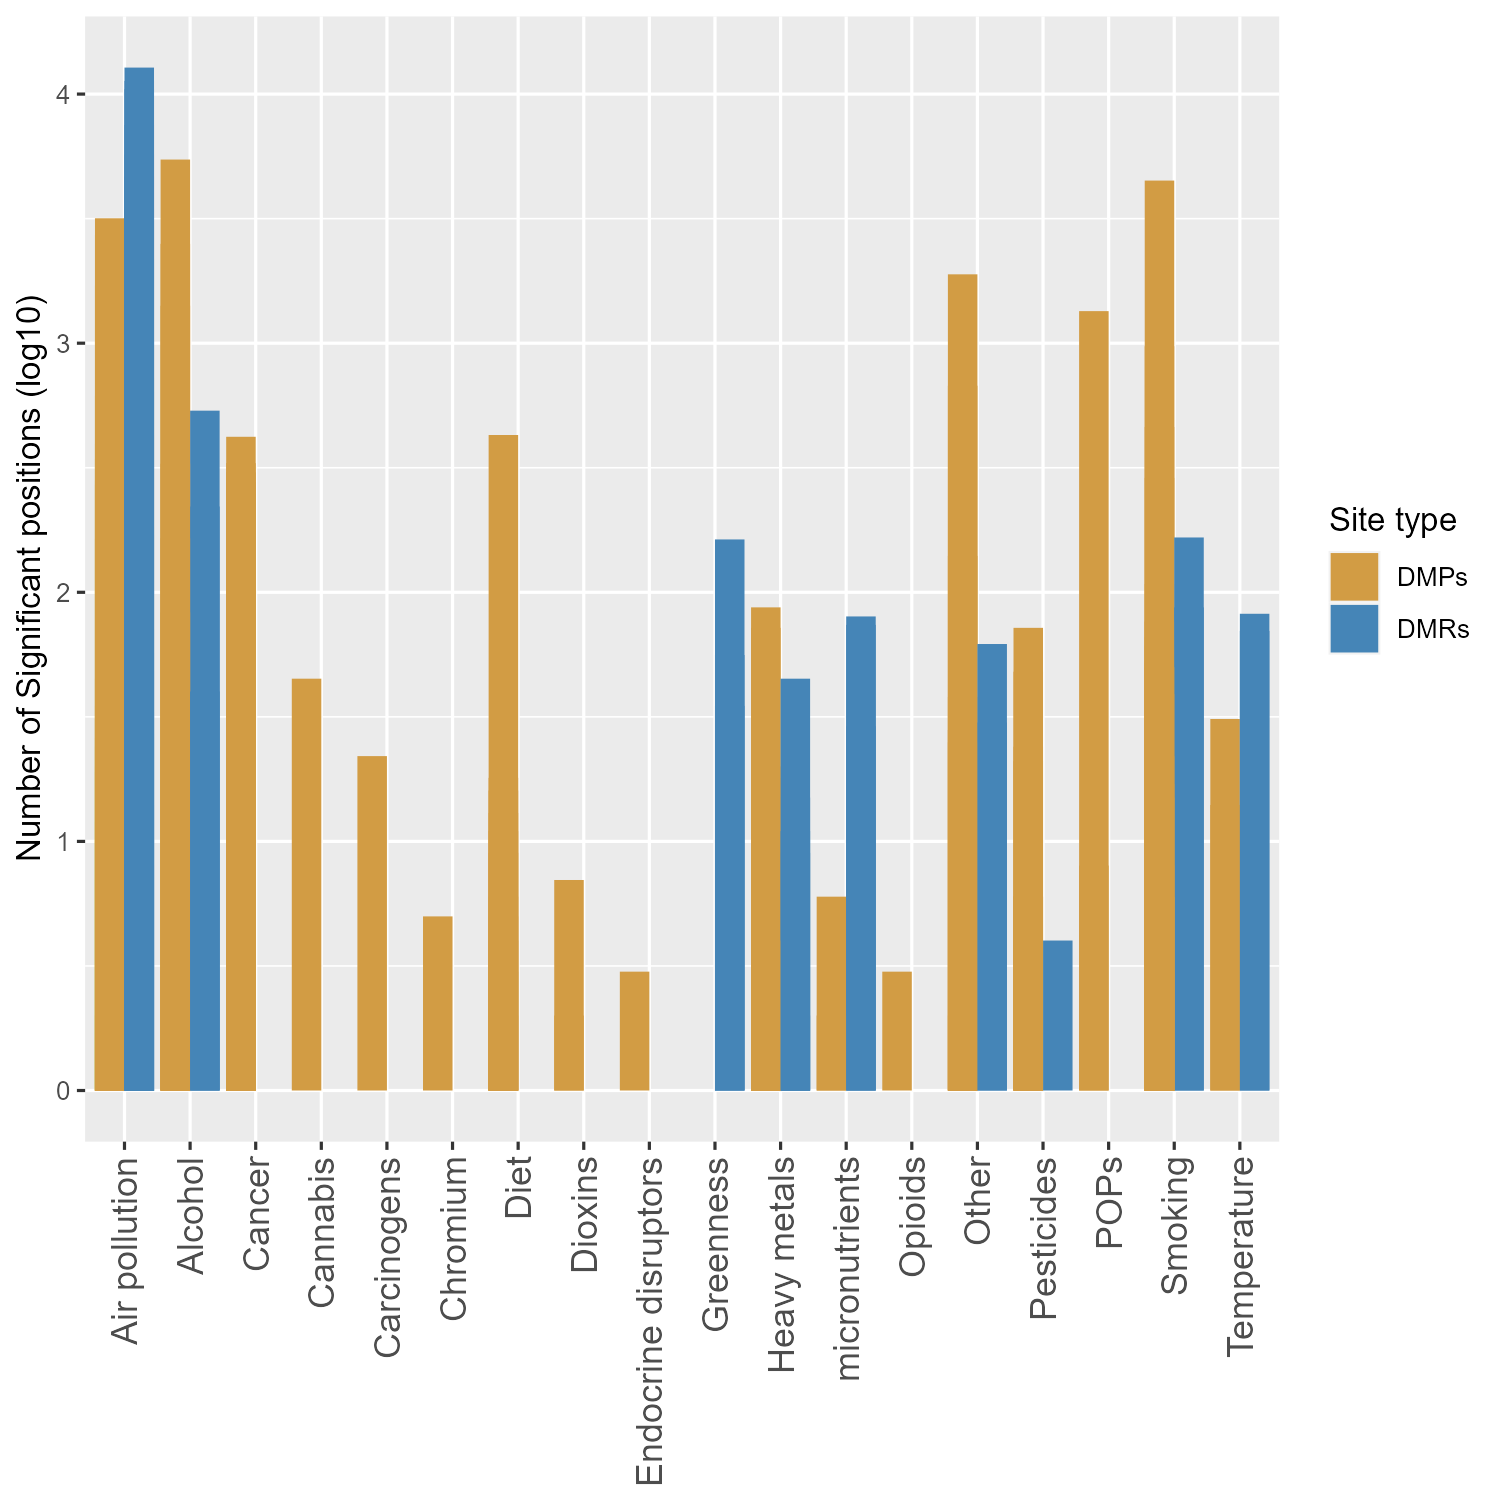 Number of Significant positions (log10)
4
3
2
1
0
Air pollution
Alcohol
Cancer
Cannabis
Carcinogens
Chromium
Diet
Dioxins
Endocrine disruptors
Greenness
Heavy metals
micronutrients
Opioids
Other
Pesticides
POPs
Smoking
Temperature
Site type
DMPs
DMRs